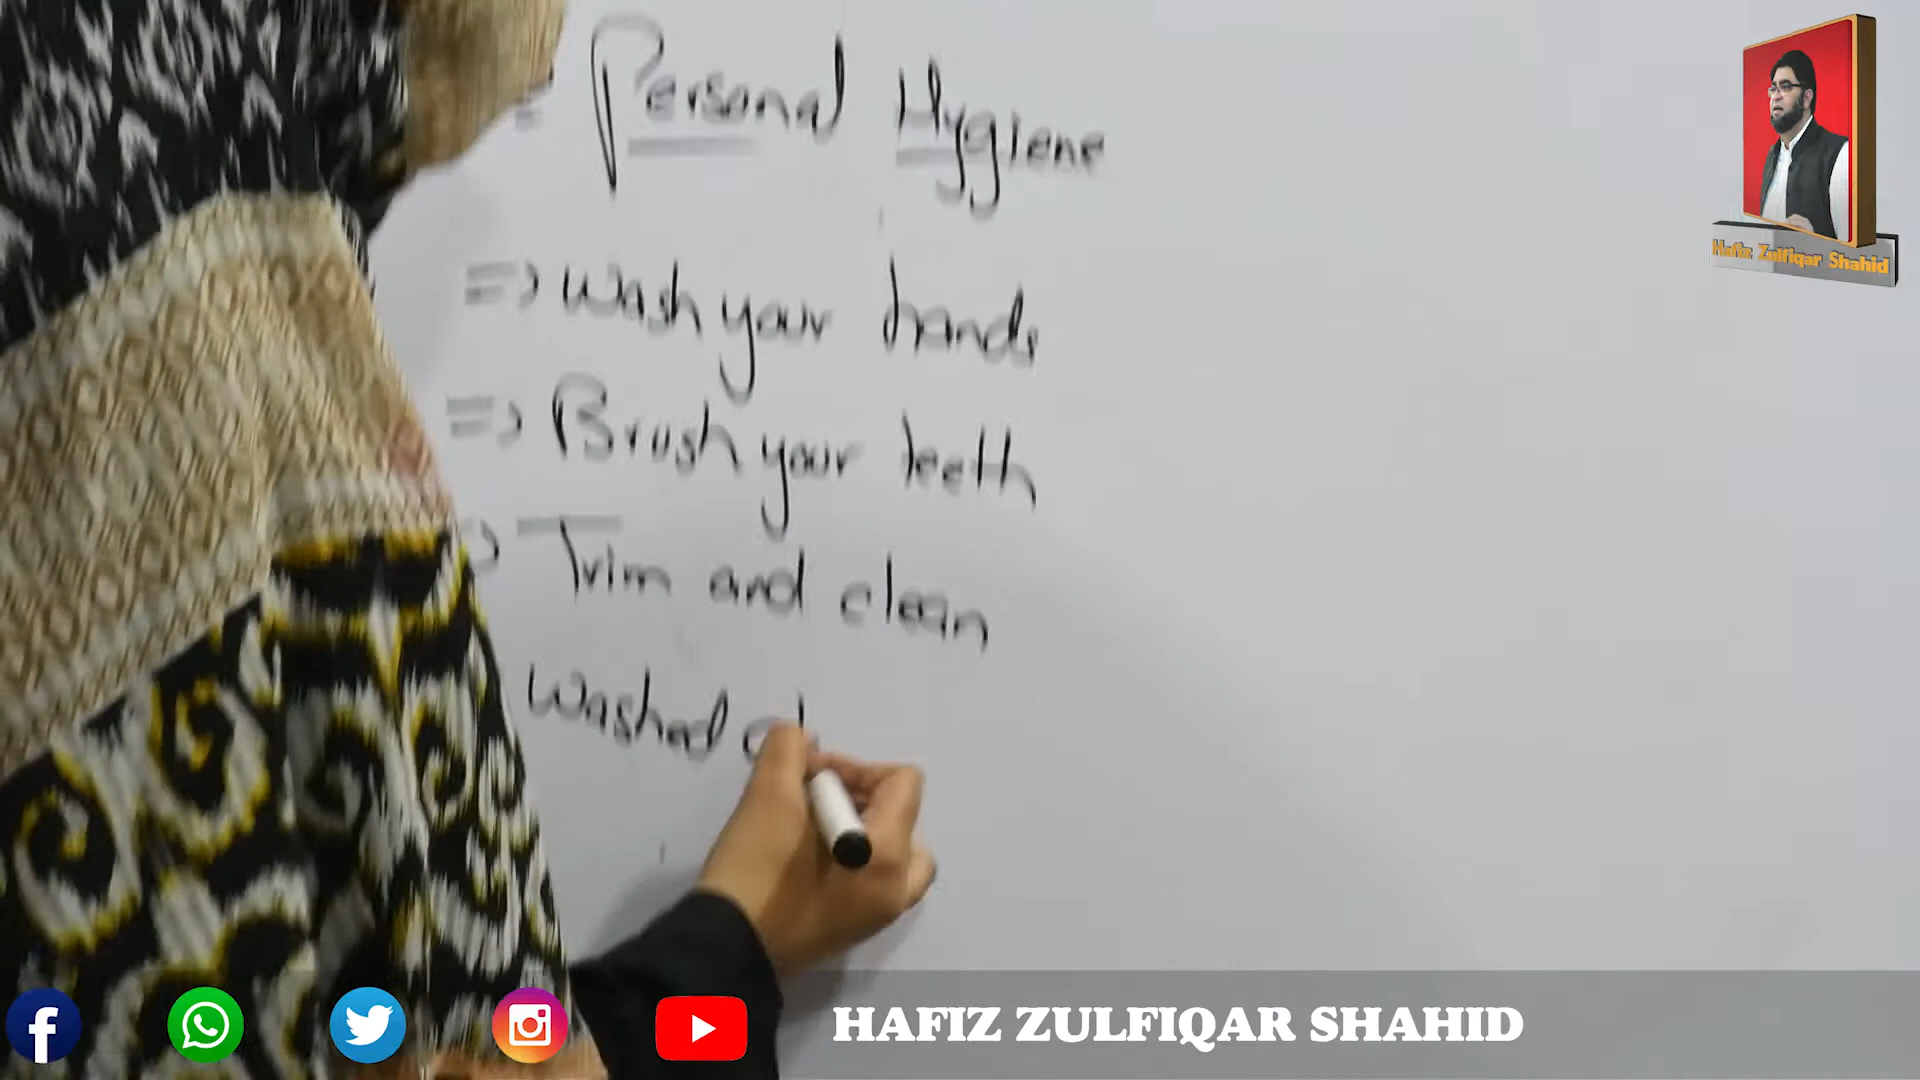 Personal Hygiene
=> Wash your hands
=> Brush your teeth
Trim and clean
Washed
Hafiz Zulfiqar Shahid
HAFIZ ZULFIQAR SHAHID